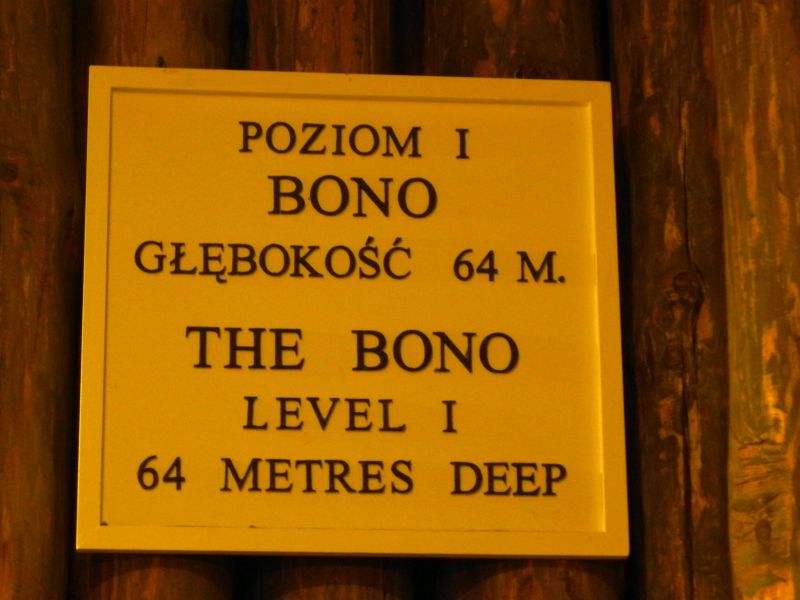 POZIOM I
BONO
GŁĘBOKOŚĆ 64 M.
THE BONO
LEVEL I
64 METRES DEEP